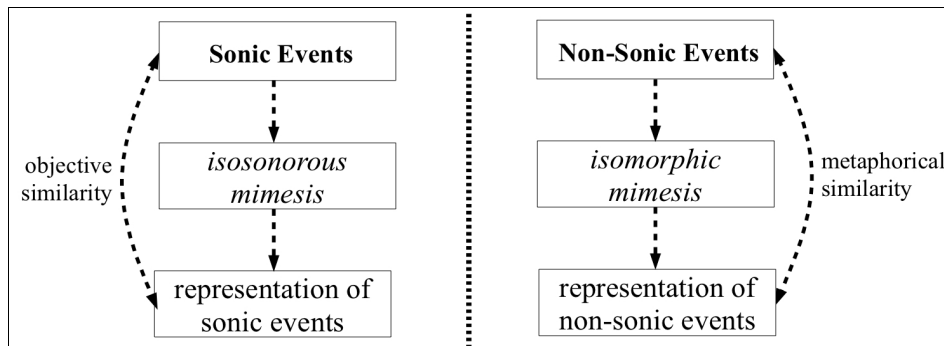 Sonic Events
isosonorous
mimesis
objective
similarity
representation of
sonic events
Non-Sonic Events
isomorphic
mimesis
metaphorical
similarity
representation of
non-sonic events